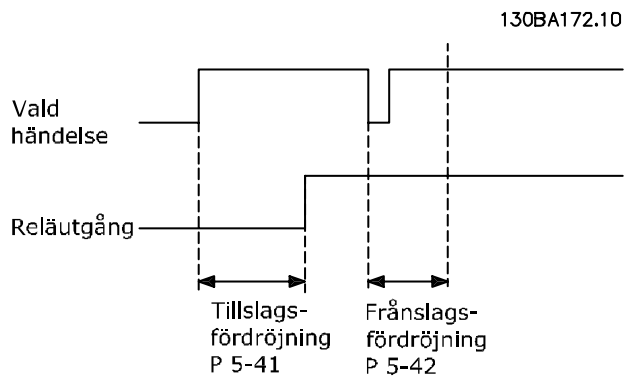 130BA172.10
Vald
händelse
Reläutgång
Tillslags-
fördröjning
P 5-41
Frånslags-
fördröjning
P 5-42